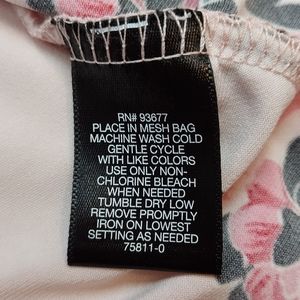 RN# 93677
PLACE IN MESH BAG
MACHINE WASH COLD
GENTLE CYCLE
WITH LIKE COLORS
USE ONLY NON-
CHLORINE BLEACH
WHEN NEEDED
TUMBLE DRY LOW
REMOVE PROMPTLY
IRON ON LOWEST
SETTING AS NEEDED
75811-0